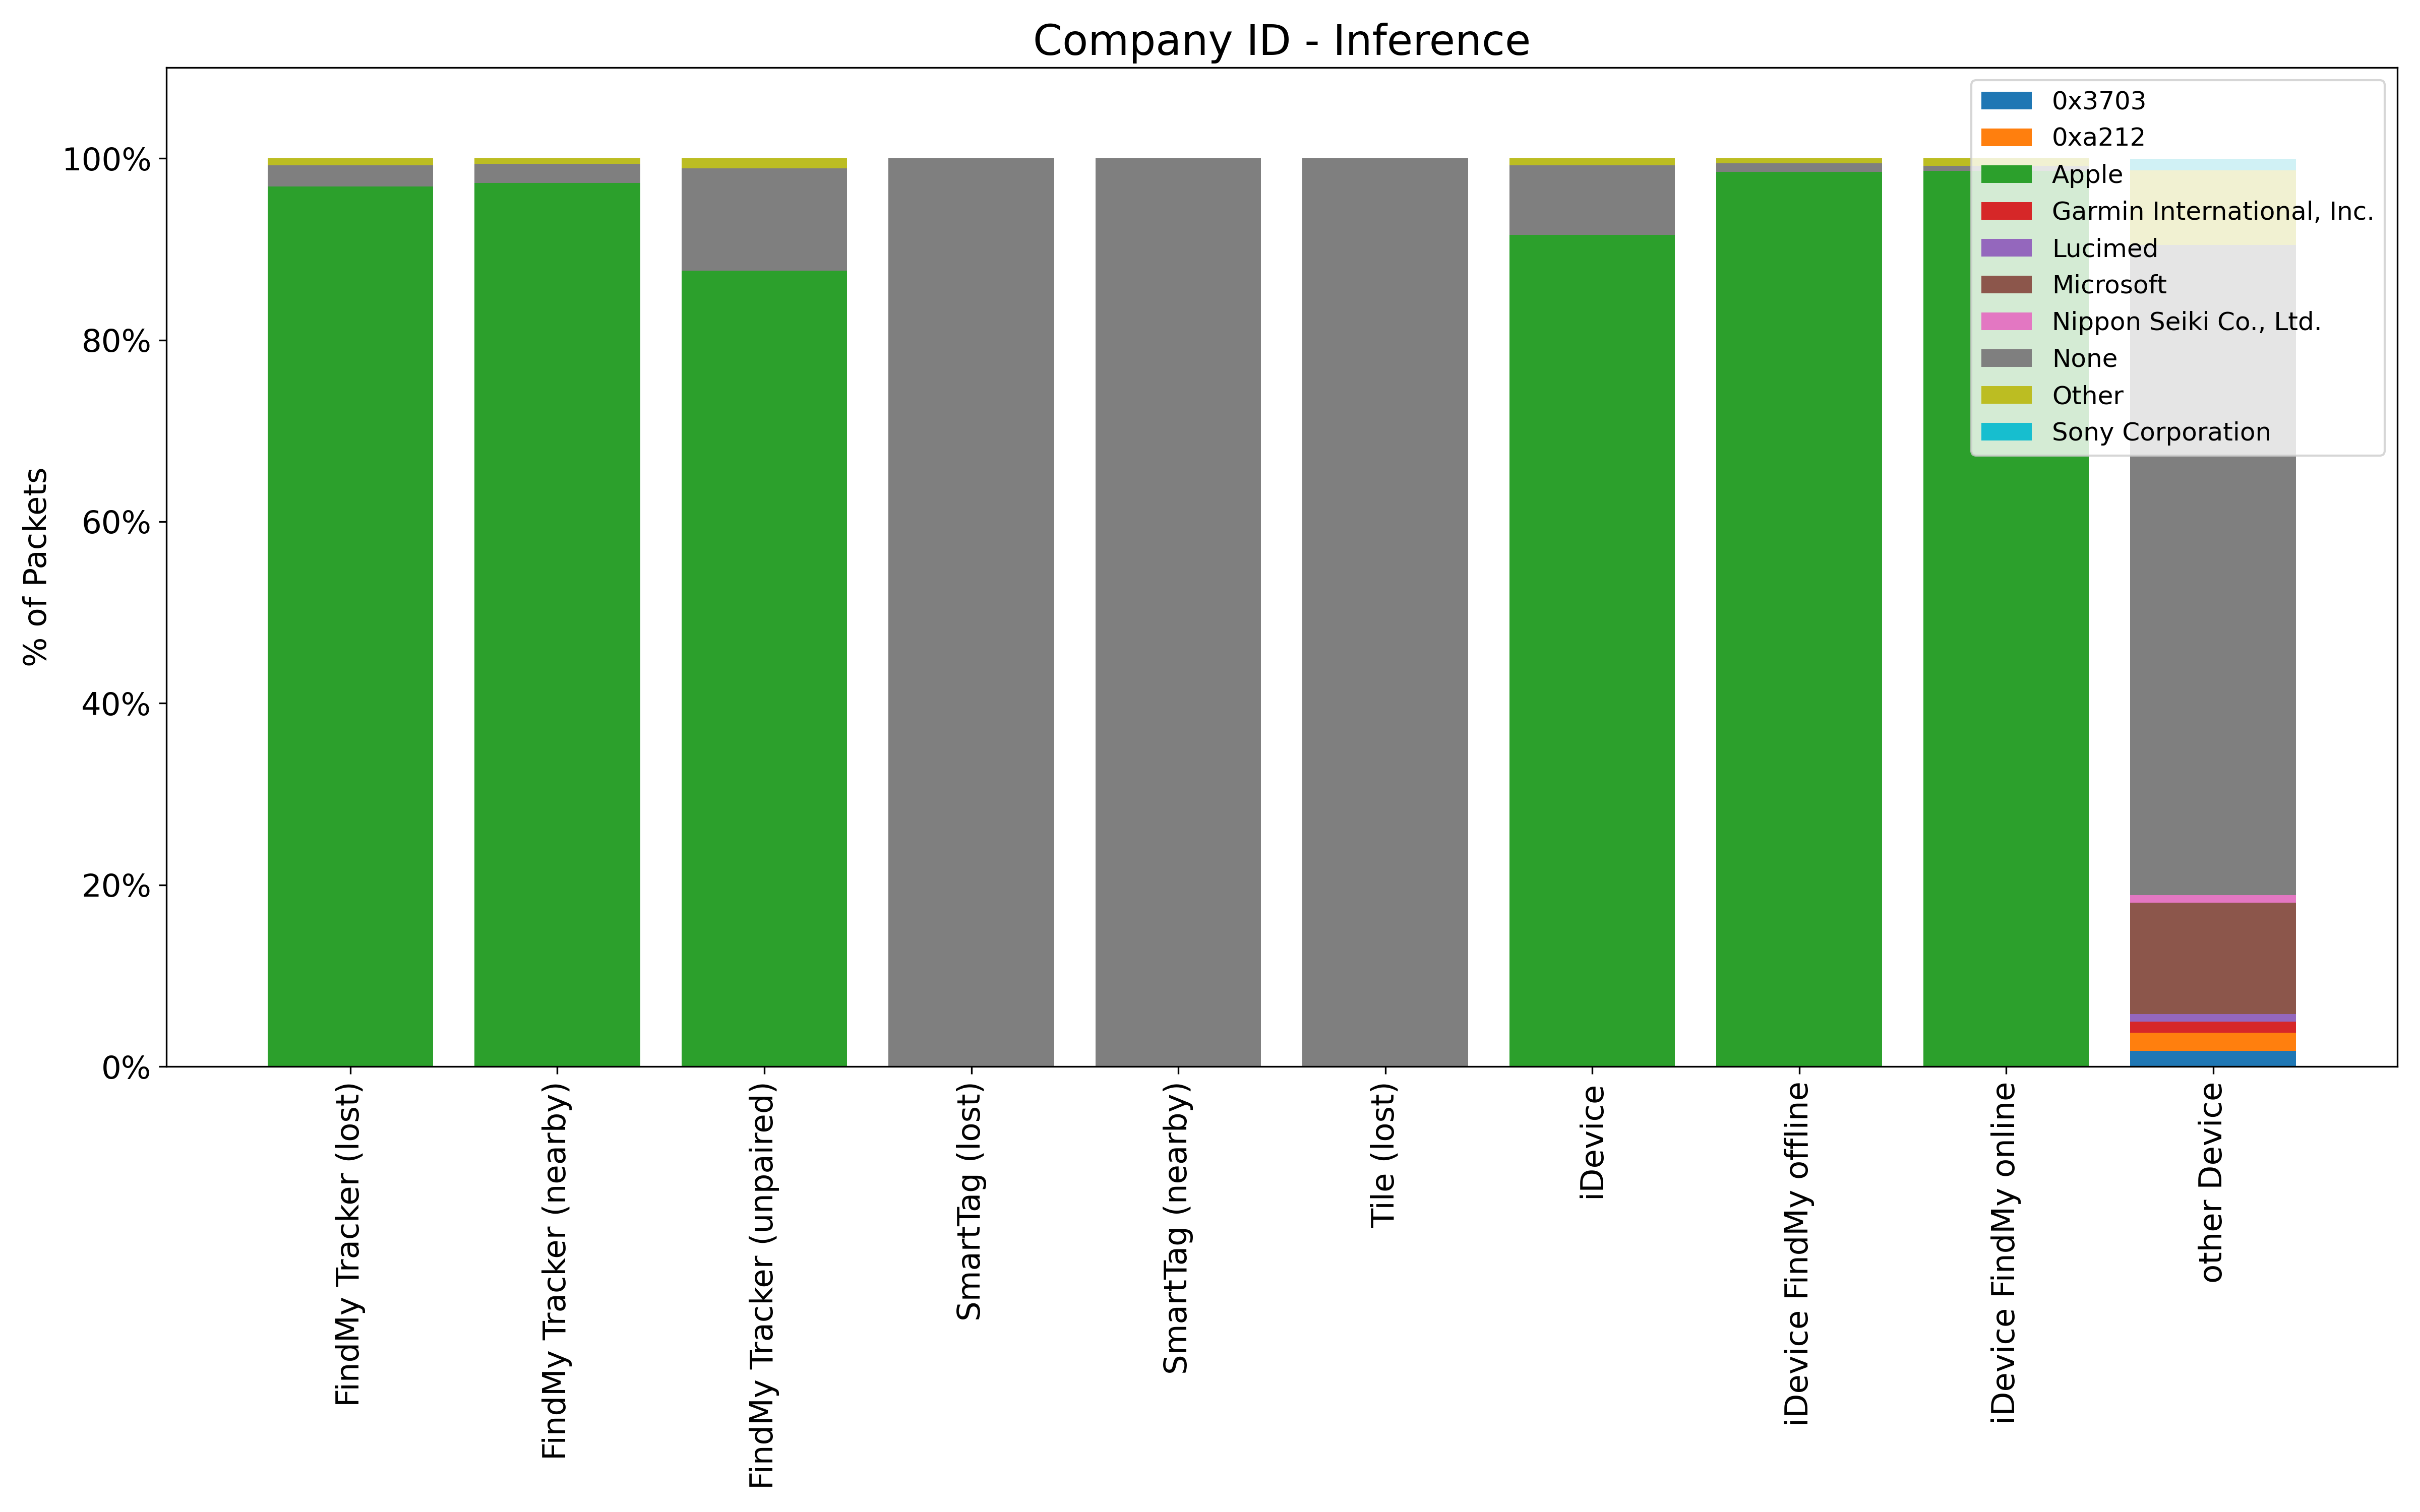 Company ID - Inference
% of Packets
100%
80%
60%
40%
20%
0%
0x3703
0xa212
Apple
Garmin International, Inc.
Lucimed
Microsoft
Nippon Seiki Co., Ltd.
None
Other
Sony Corporation
FindMy Tracker (lost)
FindMy Tracker (nearby)
FindMy Tracker (unpaired)
SmartTag (lost)
SmartTag (nearby)
Tile (lost)
iDevice
iDevice FindMy offline
iDevice FindMy online
other Device